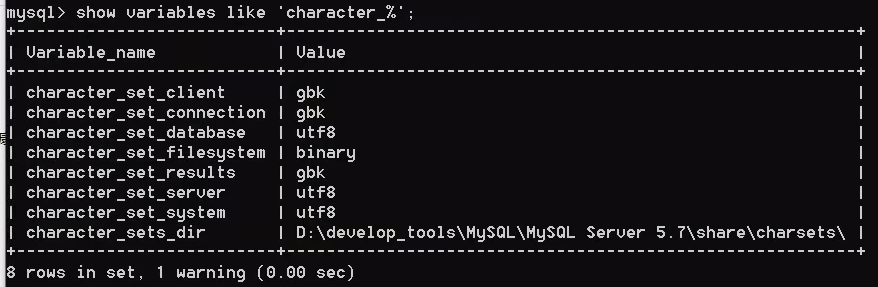 mysql> show variables like 'character_%';
+--------------------------+---------------------------------------------------------+
| Variable_name            | Value                                                   |
+--------------------------+---------------------------------------------------------+
| character_set_client     | gbk                                                     |
| character_set_connection | gbk                                                     |
| character_set_database   | utf8                                                    |
| character_set_filesystem | binary                                                  |
| character_set_results    | gbk                                                     |
| character_set_server     | utf8                                                    |
| character_set_system     | utf8                                                    |
| character_sets_dir       | D:\develop_tools\MySQL\MySQL Server 5.7\share\charsets\ |
+--------------------------+---------------------------------------------------------+
8 rows in set, 1 warning (0.00 sec)